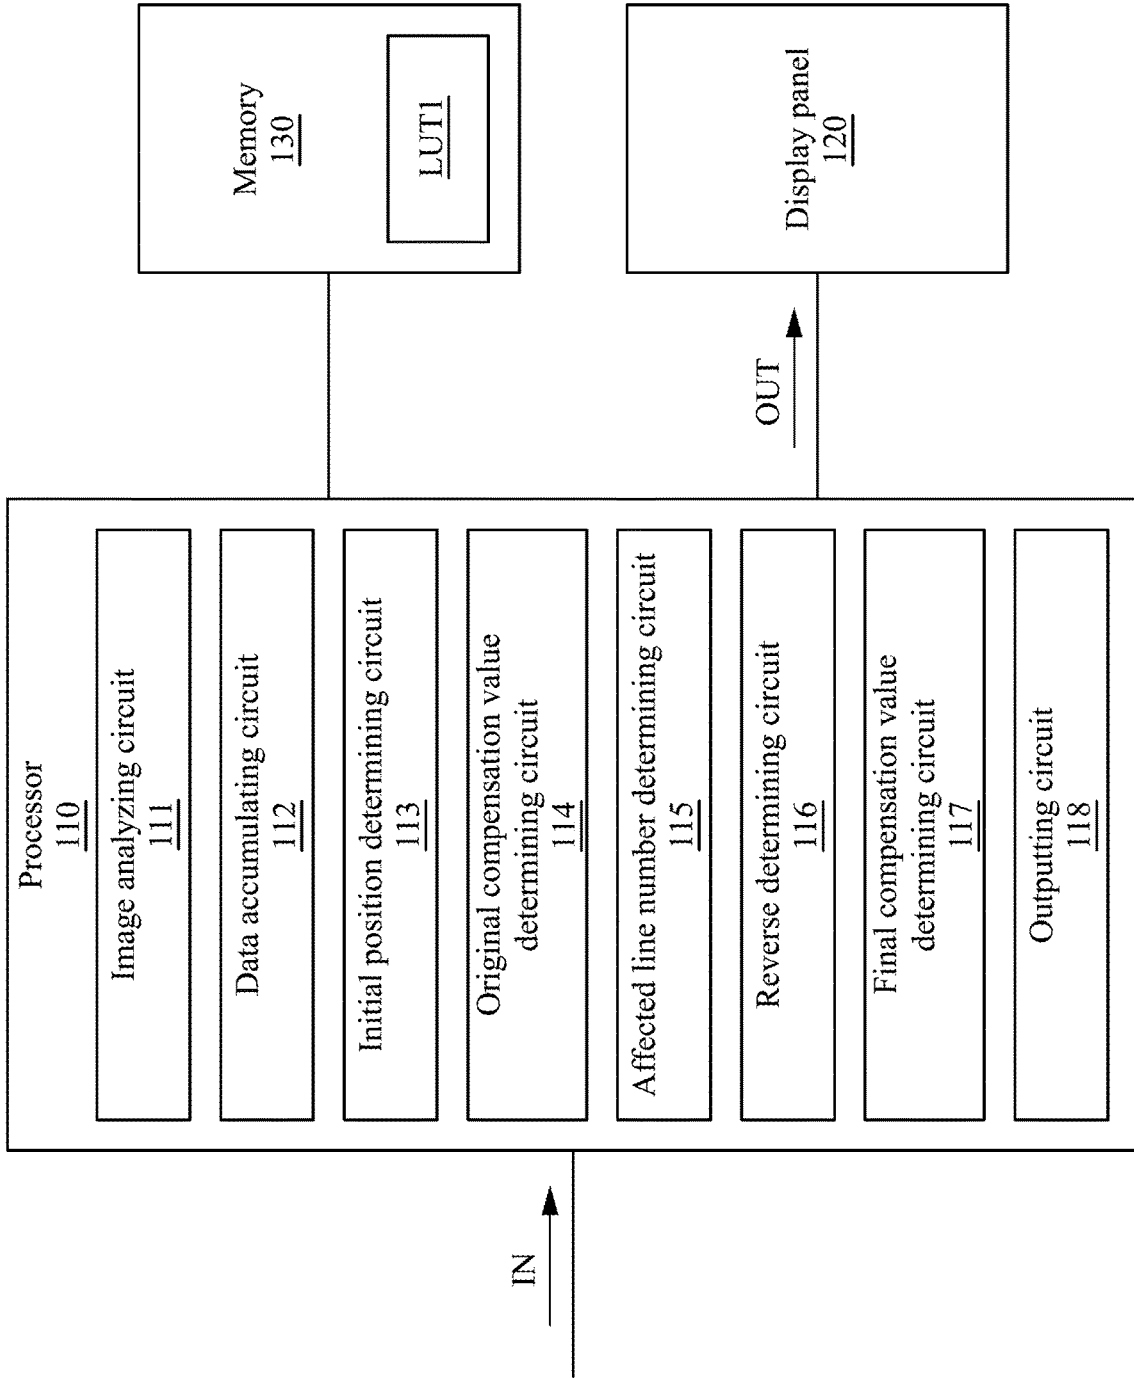 IN
Processor
110
Image analyzing circuit
111
Data accumulating circuit
112
Initial position determining circuit
113
Original compensation value
determining circuit
114
Affected line number determining circuit
115
Reverse determining circuit
116
Final compensation value
determining circuit
117
Outputting circuit
118
OUT
Memory
130
LUT1
Display panel
120